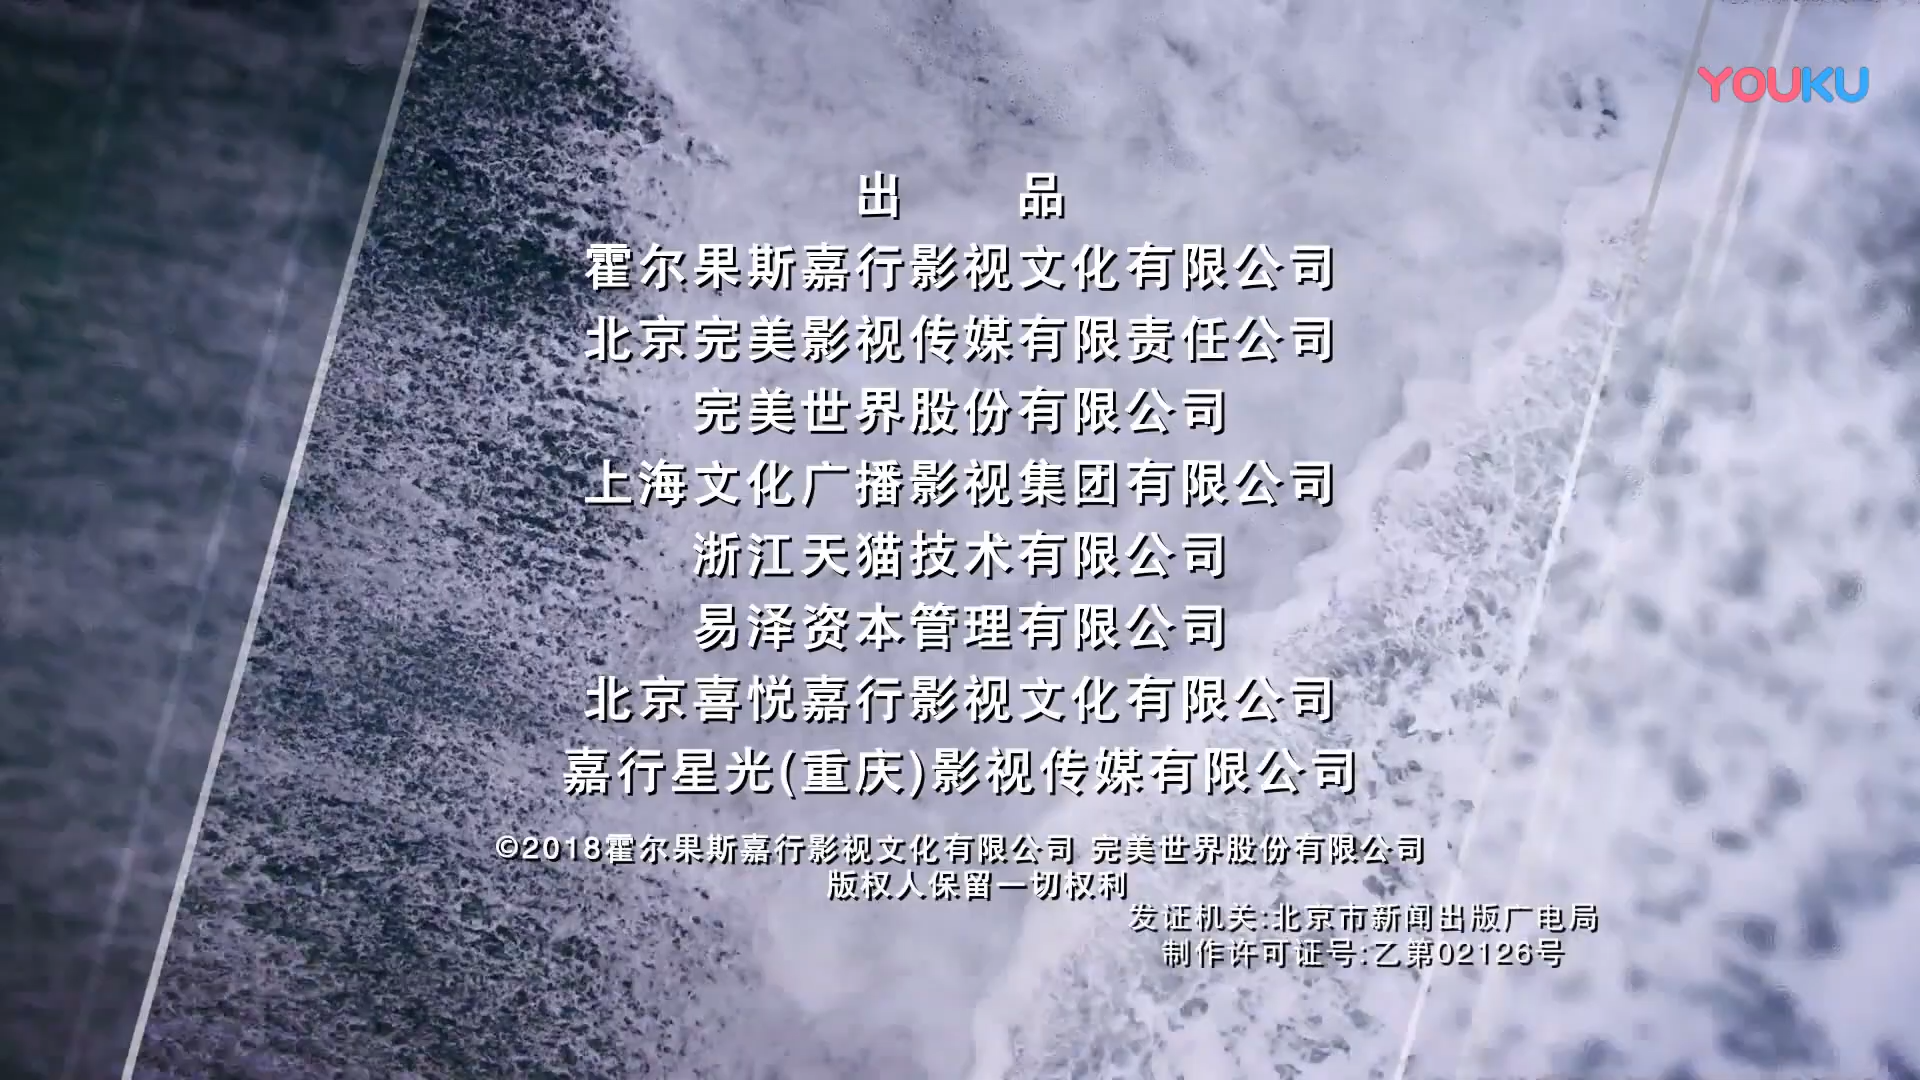 YOUKU
出 品
霍尔果斯嘉行影视文化有限公司
北京完美影视传媒有限责任公司
完美世界股份有限公司
上海文化广播影视集团有限公司
浙江天猫技术有限公司
易泽资本管理有限公司
北京喜悦嘉行影视文化有限公司
嘉行星光(重庆)影视传媒有限公司
©2018霍尔果斯嘉行影视文化有限公司 完美世界股份有限公司
版权人保留一切权利
发证机关:北京市新闻出版广电局
制作许可证号:乙第02126号